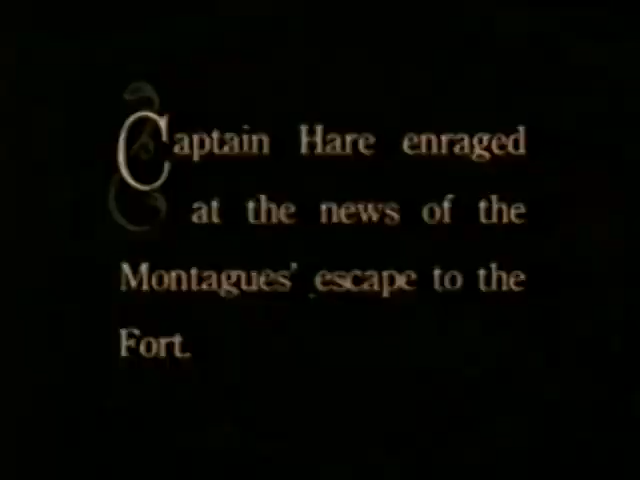 Captain Hare enraged
at the news of the
Montagues' escape to the
Fort.